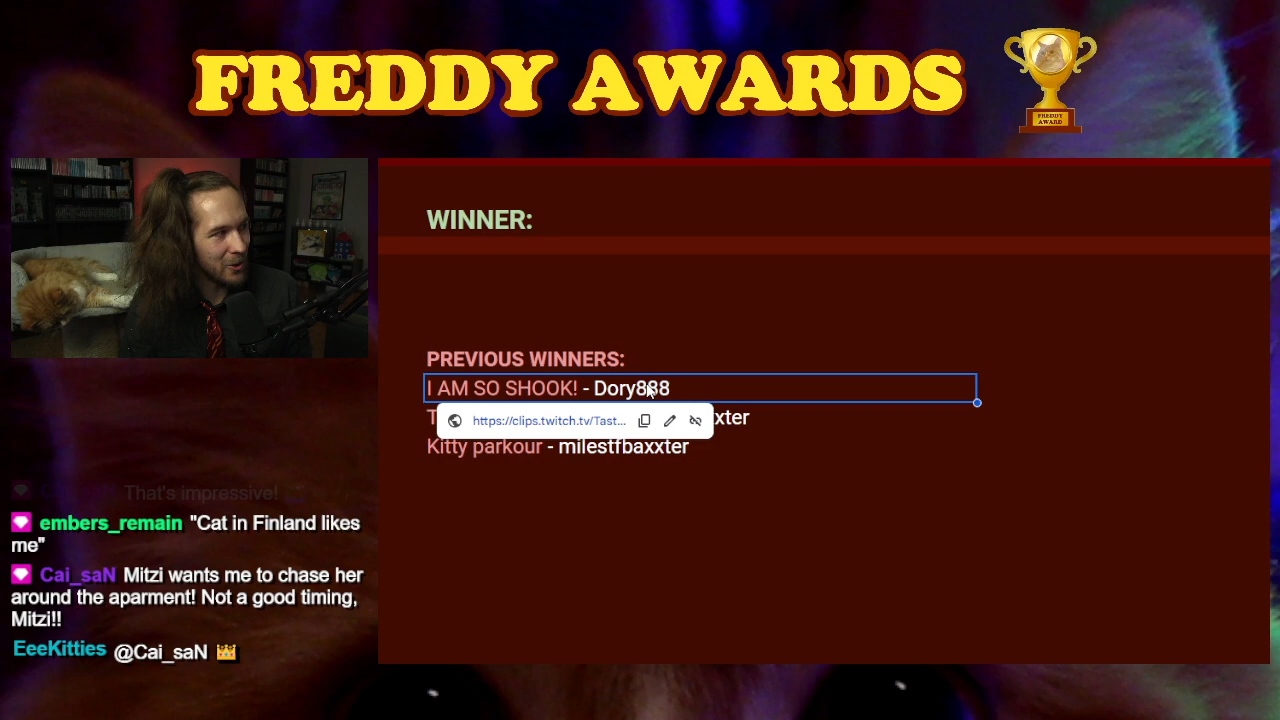 FREDDY AWARDS
FREDDY
AWARD
WINNER:
PREVIOUS WINNERS:
I AM SO SHOOK! - Dory888
T xter
https://clips.twitch.tv/Tast...
Kitty parkour - milestfbaxxter
That's impressive!
embers_remain "Cat in Finland likes
me"
Cai_saN Mitzi wants me to chase her
around the aparment! Not a good timing,
Mitzi!!
EeeKitties @Cai_saN